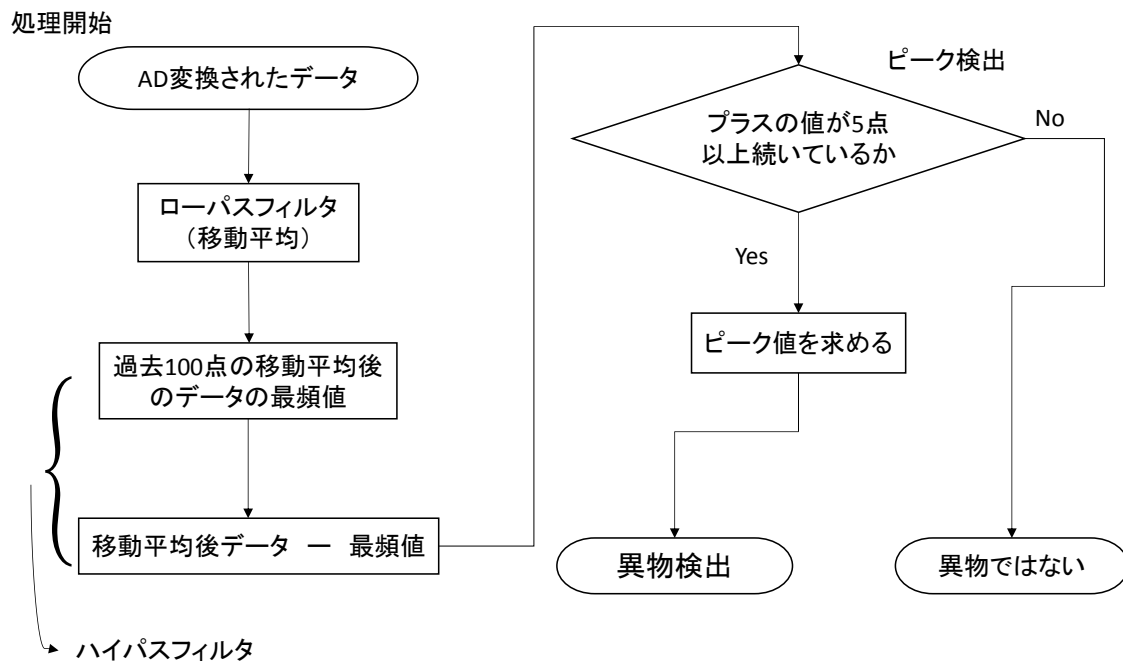 処理開始
AD変換されたデータ
ローパスフィルタ
（移動平均）
過去100点の移動平均後
のデータの最頻値
移動平均後データ ー 最頻値
ハイパスフィルタ
ピーク検出
プラスの値が5点
以上続いているか
No
Yes
ピーク値を求める
異物検出
異物ではない